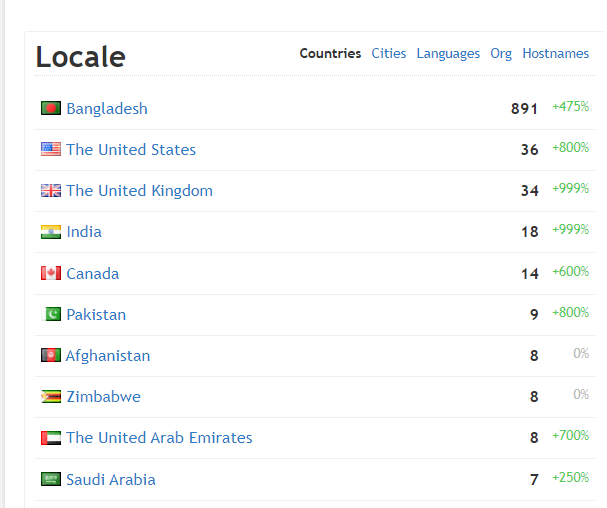 Locale Countries Cities Languages Org Hostnames
Bangladesh 891 +475%
The United States 36 +800%
The United Kingdom 34 +999%
India 18 +999%
Canada 14 +600%
Pakistan 9 +800%
Afghanistan 8 0%
Zimbabwe 8 0%
The United Arab Emirates 8 +700%
Saudi Arabia 7 +250%